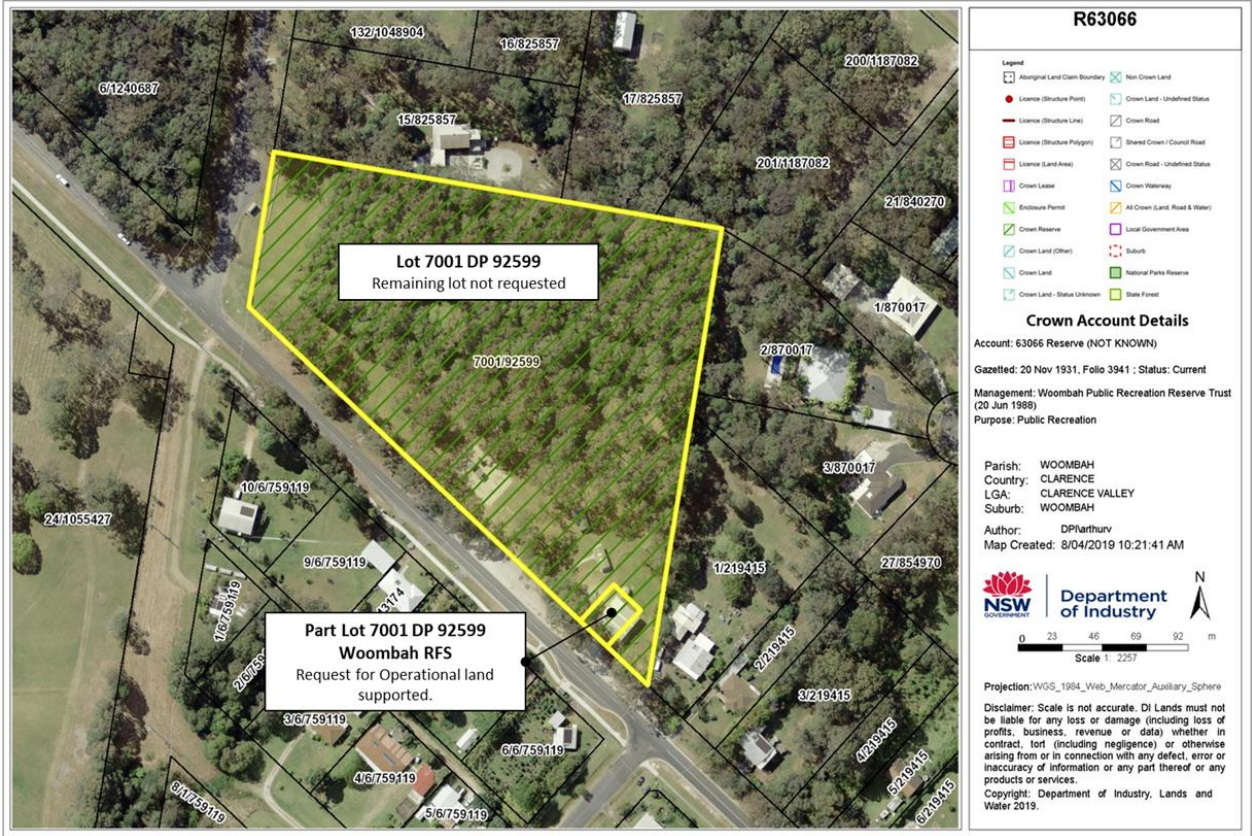 132/1048904
16/825857
200/1187082
6/1240687
17/825857
15/825857
201/1187082
21/840270
Lot 7001 DP 92599
Remaining lot not requested
1/870017
2/870017
7001/92599
3/870017
10/6/759119
24/1055427
9/6/759119
1/219415
27/854970
1/6/759119
Part Lot 7001 DP 92599
Woombah RFS
Request for Operational land
supported.
2/219415
3/219415
3/6/759119
6/6/759119
4/219415
4/6/759119
5/219415
8/1/759119
5/6/759119
6/219415
R63066
Legend
Aboriginal Land Claim Boundary
Non Crown Land
Licence (Structure Point)
Crown Land - Undefined Status
Licence (Structure Line)
Crown Road
Licence (Structure Polygon)
Shared Crown / Council Road
Licence (Land Area)
Crown Road - Undefined Status
Crown Lease
Crown Waterway
Enclosure Permit
All Crown (Land, Road & Water)
Crown Reserve
Local Government Area
Crown Land (Other)
Suburb
Crown Land
National Parks Reserve
Crown Land - Status Unknown
State Forest
Crown Account Details
Account: 63066 Reserve (NOT KNOWN)
Gazetted: 20 Nov 1931, Folio 3941 ; Status: Current
Management: Woombah Public Recreation Reserve Trust
(20 Jun 1988)
Purpose: Public Recreation
Parish: WOOMBAH
Country: CLARENCE
LGA: CLARENCE VALLEY
Suburb: WOOMBAH
Author: DPI\arthurv
Map Created: 8/04/2019 10:21:41 AM
NSW
GOVERNMENT
Department
of Industry
N
0 23 46 69 92 m
Scale 1: 2257
Projection: WGS_1984_Web_Mercator_Auxiliary_Sphere
Disclaimer: Scale is not accurate. DI Lands must not
be liable for any loss or damage (including loss of
profits, business, revenue or data) whether in
contract, tort (including negligence) or otherwise
arising from or in connection with any defect, error or
inaccuracy of information or any part thereof or any
products or services.
Copyright: Department of Industry, Lands and
Water 2019.